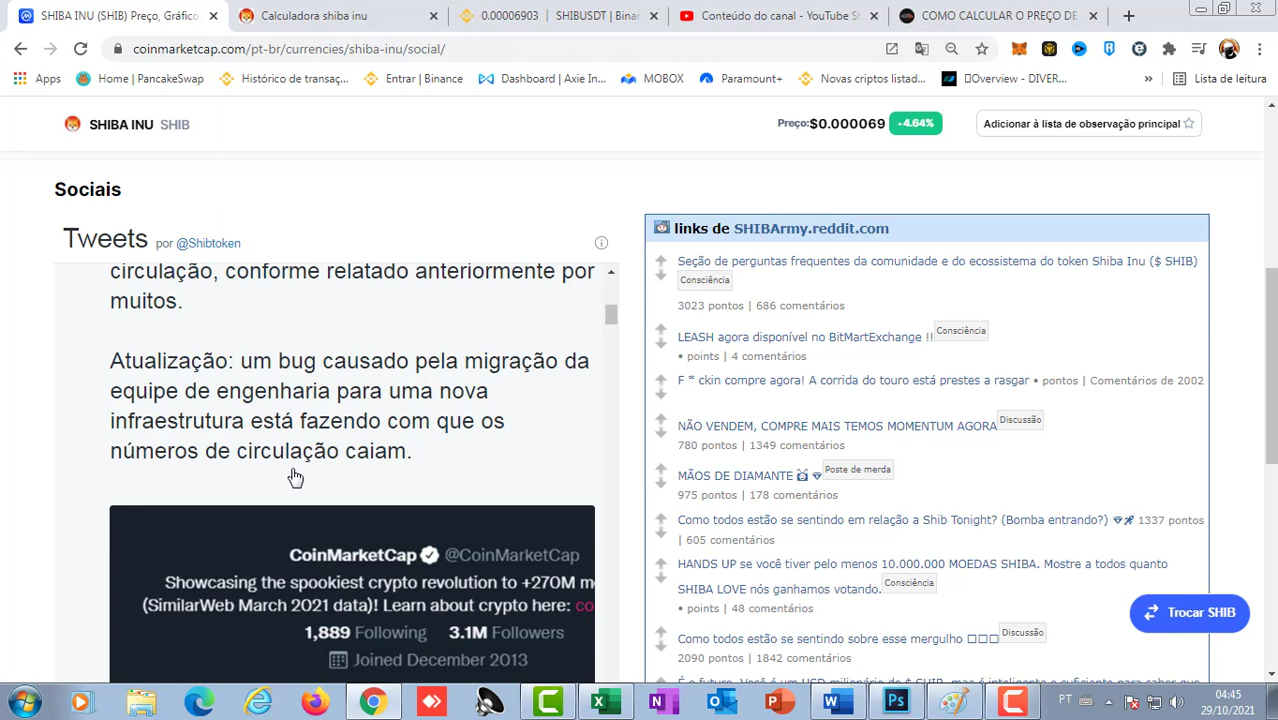 SHIBA INU (SHIB) Preço, Gráfico
Calculadora shiba inu
0.00006903 | SHIBUSDT | Binan
Conteúdo do canal - YouTube St
COMO CALCULAR O PREÇO DE
coinmarketcap.com/pt-br/currencies/shiba-inu/social/
Apps
Home | PancakeSwap
Histórico de transaç...
Entrar | Binance
Dashboard | Axie In...
MOBOX
Paramount+
Novas criptos listad...
Overview - DIVER...
»
Lista de leitura
SHIBA INU SHIB
Preço: $0.000069
4.64%
Adicionar à lista de observação principal
Sociais
Tweets por @Shibtoken
circulação, conforme relatado anteriormente por
muitos.
Atualização: um bug causado pela migração da
equipe de engenharia para uma nova
infraestrutura está fazendo com que os
números de circulação caiam.
CoinMarketCap @CoinMarketCap
Showcasing the spookiest crypto revolution to +270M m
(SimilarWeb March 2021 data)! Learn about crypto here: co
1,889 Following 3.1M Followers
Joined December 2013
links de SHIBArmy.reddit.com
Seção de perguntas frequentes da comunidade e do ecossistema do token Shiba Inu ($ SHIB)
Consciência
3023 pontos | 686 comentários
LEASH agora disponível no BitMartExchange !! Consciência
• points | 4 comentários
F * ckin compre agora! A corrida do touro está prestes a rasgar • pontos | Comentários de 2002
NÃO VENDEM, COMPRE MAIS TEMOS MOMENTUM AGORA Discussão
780 pontos | 1349 comentários
MÃOS DE DIAMANTE Poste de merda
975 pontos | 178 comentários
Como todos estão se sentindo em relação a Shib Tonight? (Bomba entrando?) 1337 pontos
| 605 comentários
HANDS UP se você tiver pelo menos 10.000.000 MOEDAS SHIBA. Mostre a todos quanto
SHIBA LOVE nós ganhamos votando. Consciência
• points | 48 comentários
Como todos estão se sentindo sobre esse mergulho Discussão
2090 pontos | 1842 comentários
Trocar SHIB
PT
04:45
29/10/2021